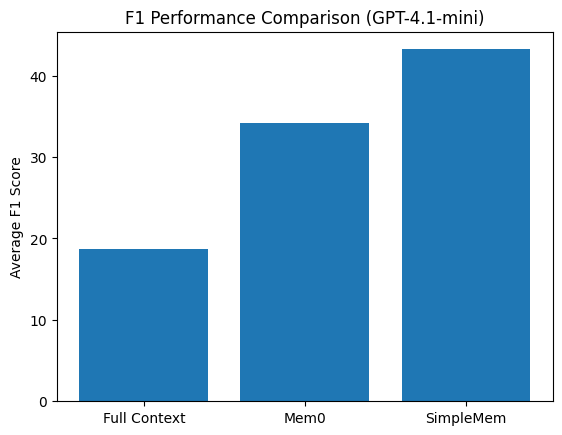 F1 Performance Comparison (GPT-4.1-mini)
Average F1 Score
40
30
20
10
0
Full Context
Mem0
SimpleMem